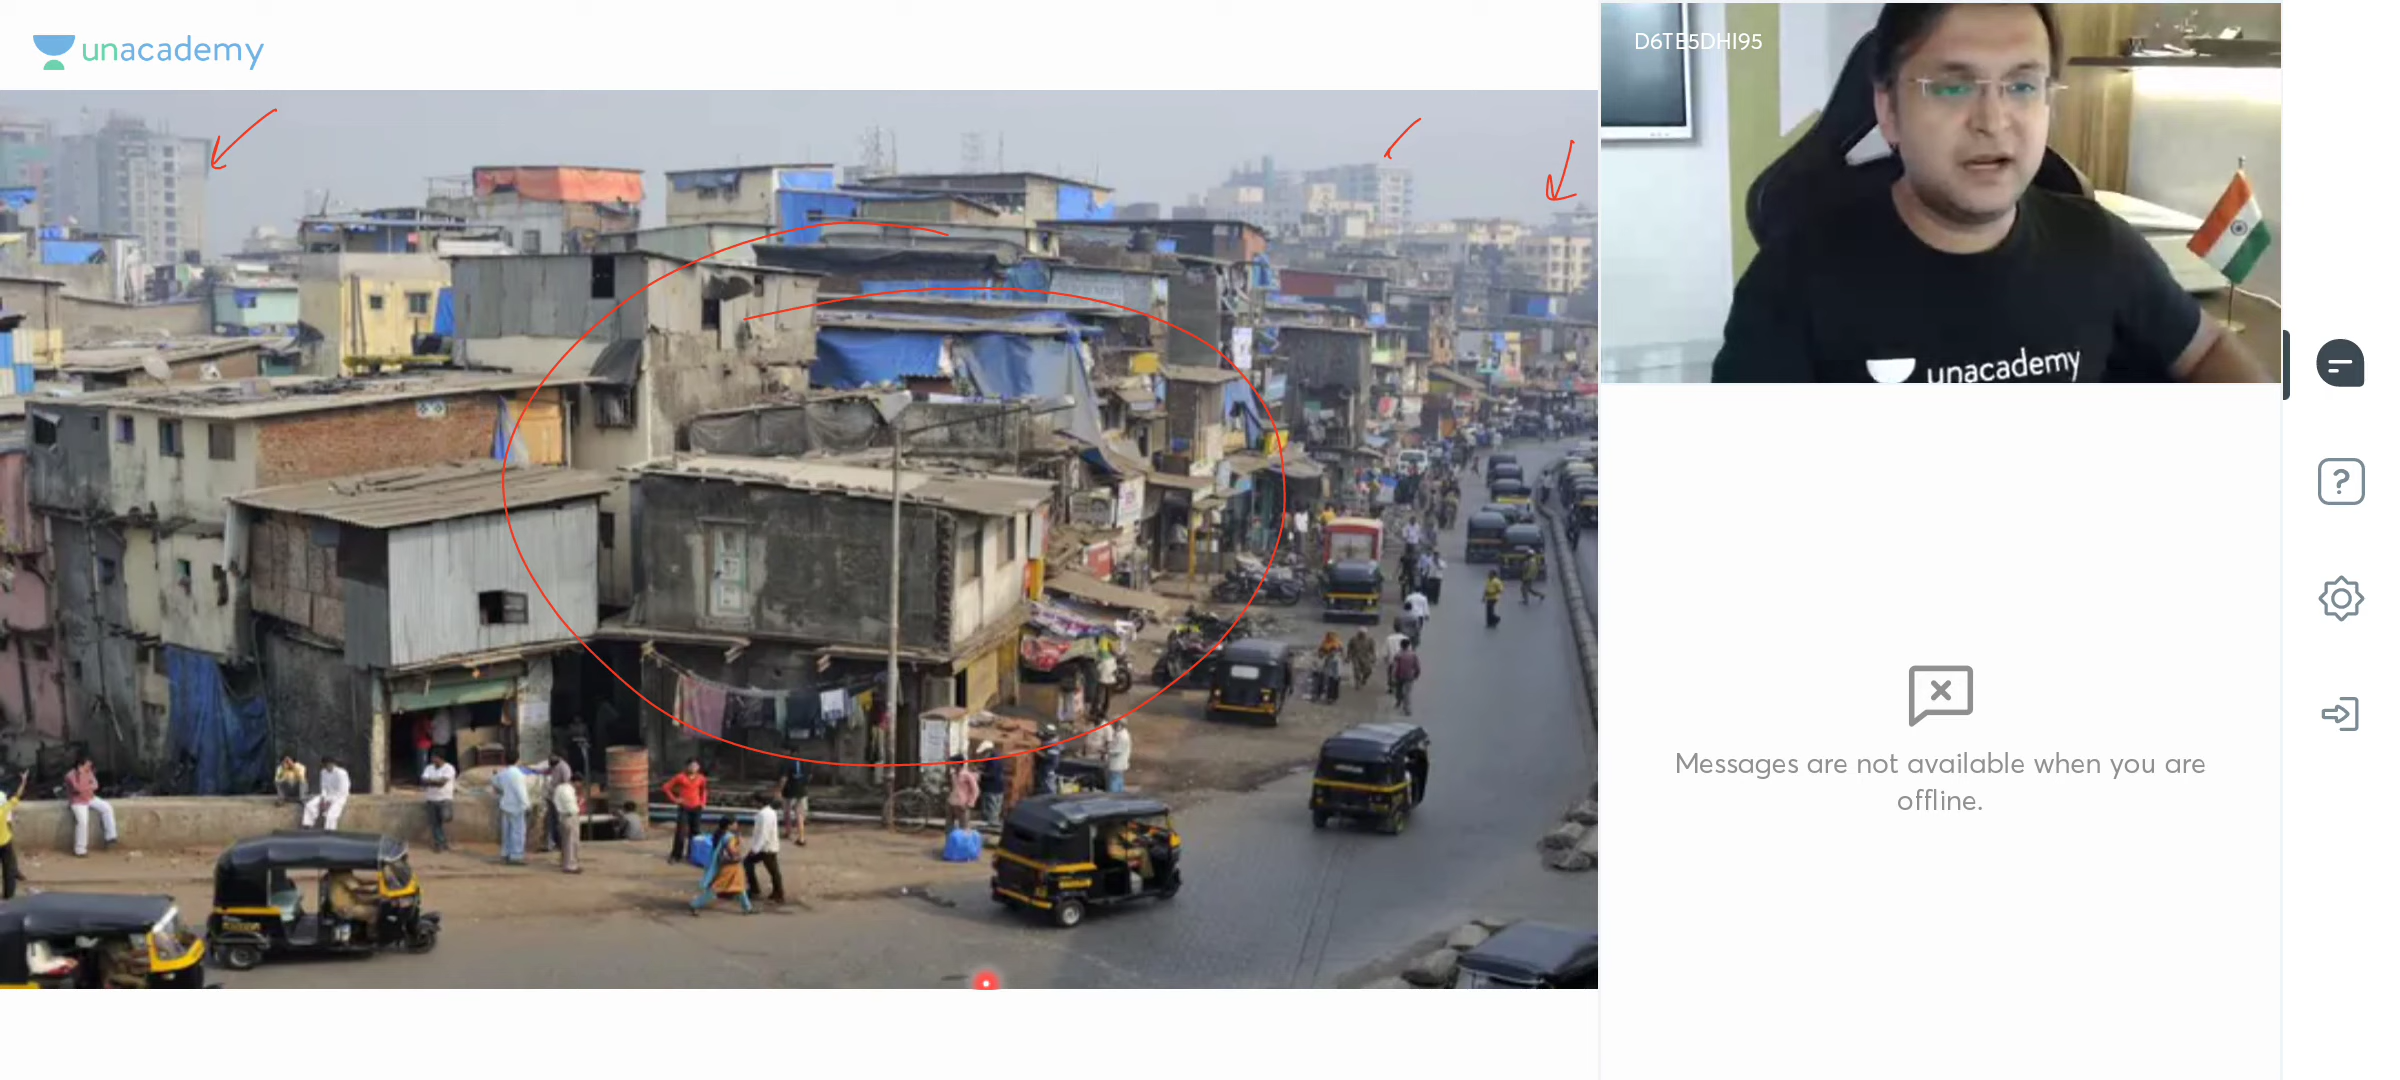 unacademy
D6TE5DHI95
unacademy
Messages are not available when you are
offline.